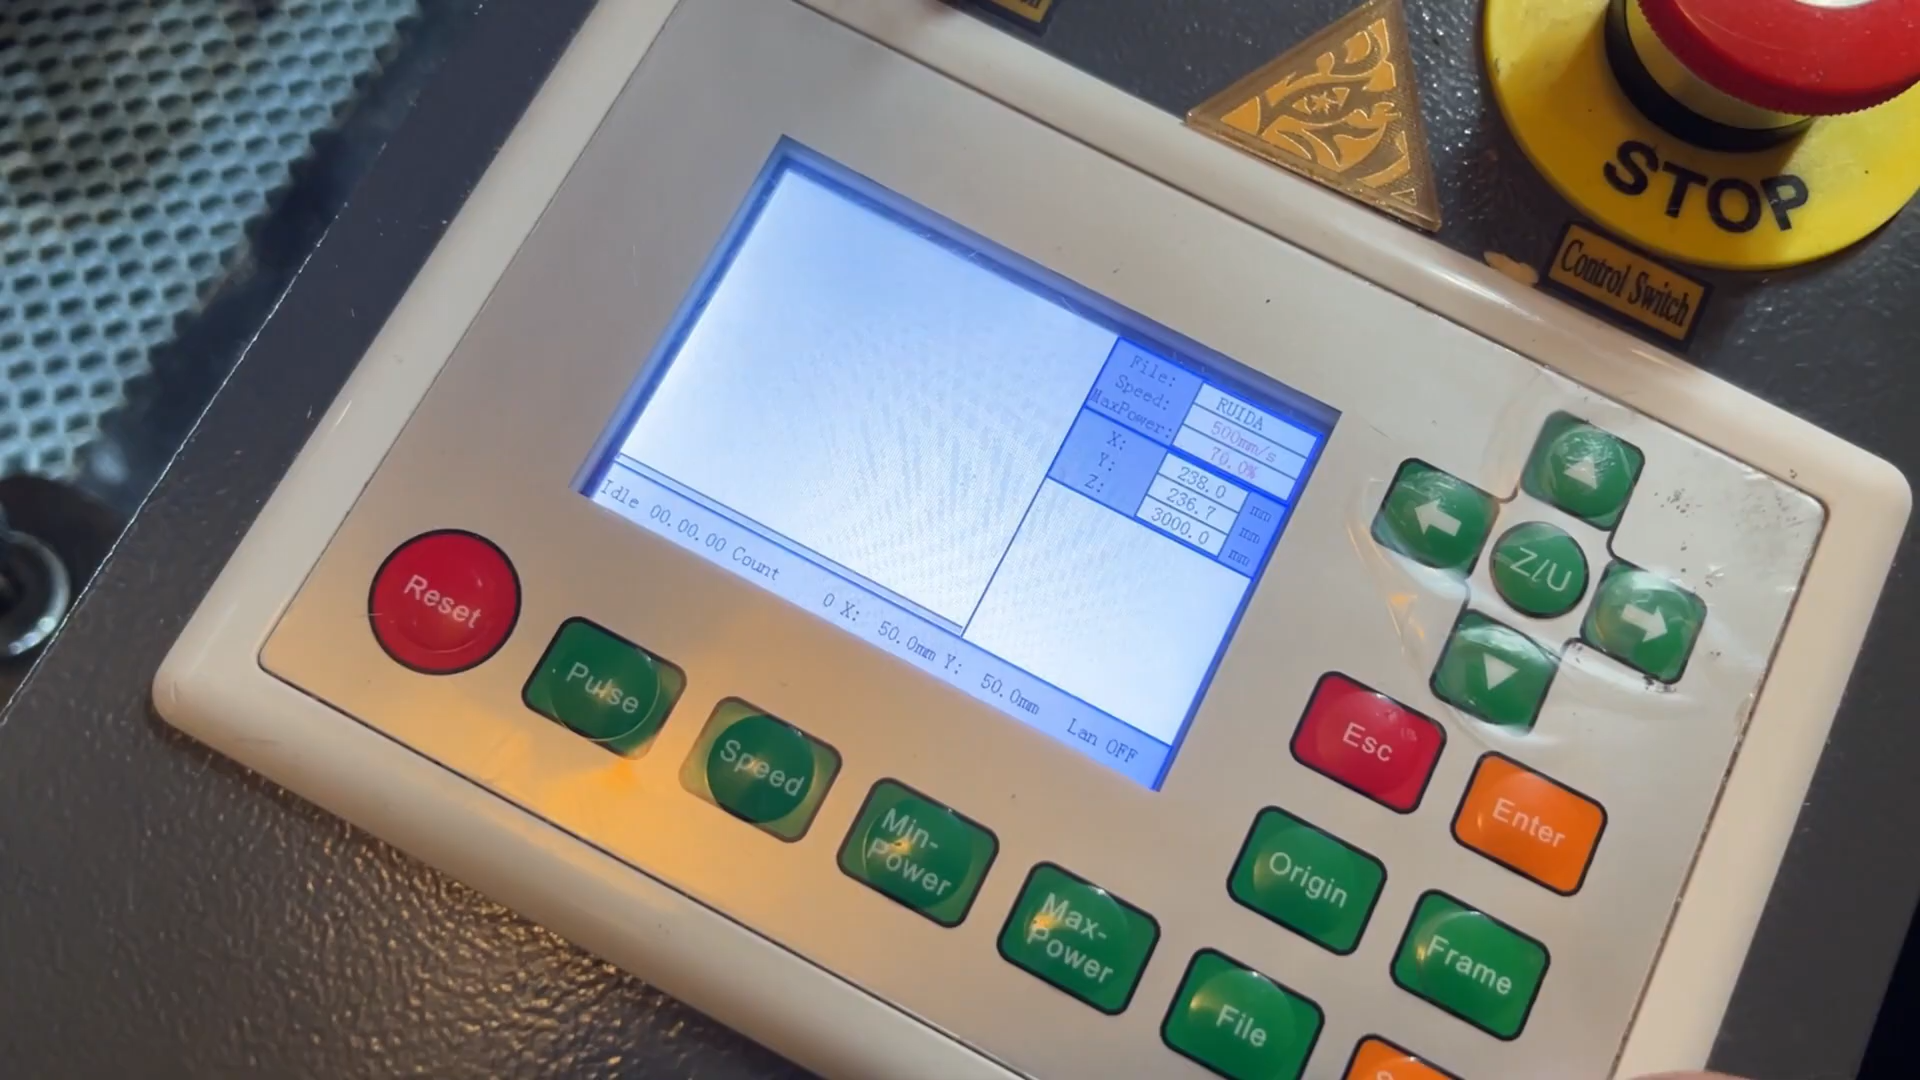 STOP
Control Switch
File: RUIDA
Speed: 500mm/s
MaxPower: 70.0%
X: 238.0 mm
Y: 236.7 mm
Z: 3000.0 mm
Idle 00.00.00 Count 0 X: 50.0mm Y: 50.0mm Lan OFF
Z/U
Reset
Pulse
Speed
Min-
Power
Max-
Power
Esc
Enter
Origin
Frame
File